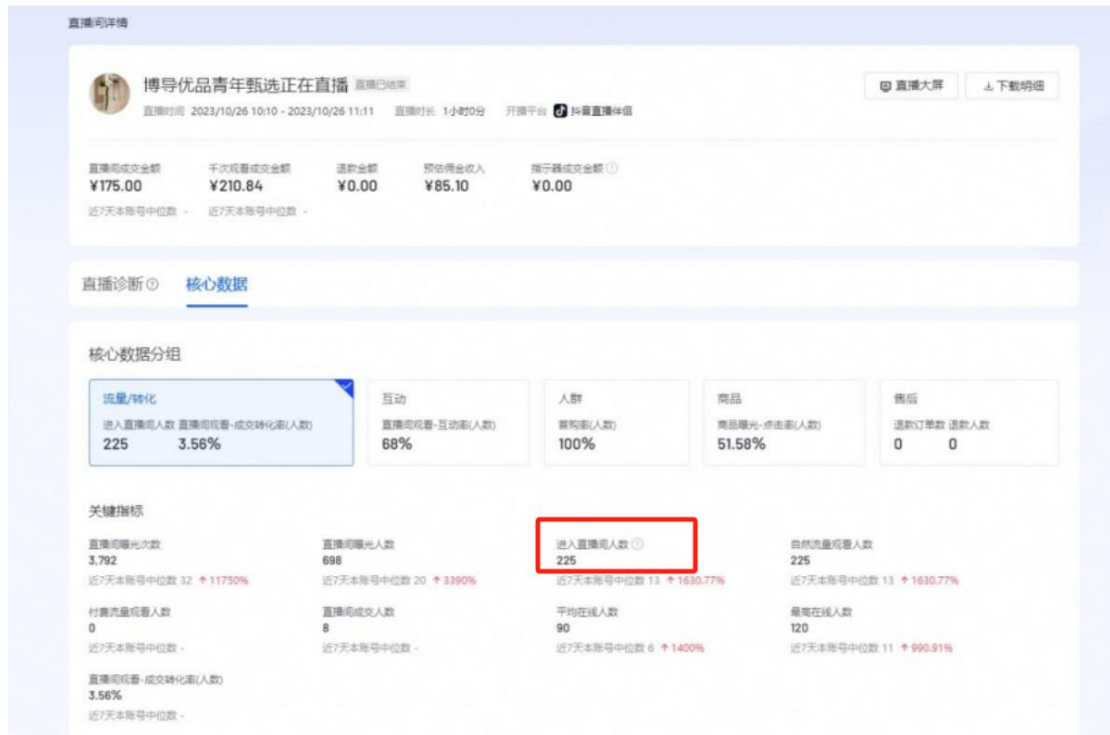 直播间详情
博导优品青年甄选正在直播 直播已结束
直播大屏
下载明细
直播时间 2023/10/26 10:10 - 2023/10/26 11:11 直播时长 1小时0分 开播平台 抖音直播伴侣
直播间成交金额 千次观看成交金额 退款金额 预估佣金收入 指示器成交金额
¥175.00 ¥210.84 ¥0.00 ¥85.10 ¥0.00
近7天本账号中位数 - 近7天本账号中位数 -
直播诊断 核心数据
核心数据分组
流量/转化 互动 人群 商品 售后
进入直播间人数 直播间观看-成交转化率(人数) 直播间观看-互动率(人数) 首购率(人数) 商品曝光-点击率(人数) 退款订单数 退款人数
225 3.56% 68% 100% 51.58% 0 0
关键指标
直播间曝光次数 直播间曝光人数 进入直播间人数 自然流量观看人数
3,792 698 225 225
近7天本账号中位数 32 ↑11750% 近7天本账号中位数 20 ↑3390% 近7天本账号中位数 13 ↑1630.77% 近7天本账号中位数 13 ↑1630.77%
付费流量观看人数 直播间成交人数 平均在线人数 最高在线人数
0 8 90 120
近7天本账号中位数 - 近7天本账号中位数 - 近7天本账号中位数 6 ↑1400% 近7天本账号中位数 11 ↑990.91%
直播间观看-成交转化率(人数)
3.56%
近7天本账号中位数 -